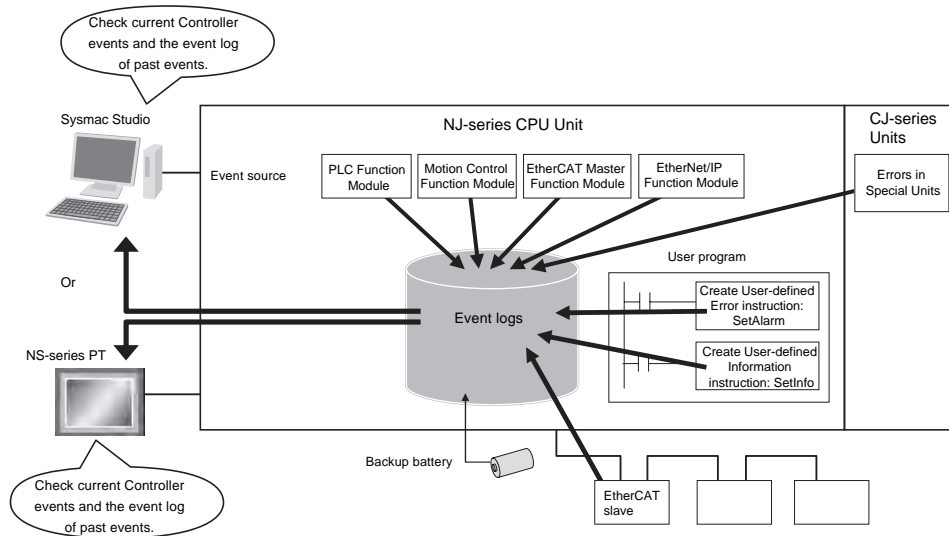 Check current Controller
events and the event log
of past events.
Sysmac Studio
NJ-series CPU Unit
CJ-series
Units
Event source
PLC Function
Module
Motion Control
Function Module
EtherCAT Master
Function Module
EtherNet/IP
Function Module
Errors in
Special Units
User program
Or
Event logs
Create User-defined
Error instruction:
SetAlarm
Create User-defined
Information
instruction: SetInfo
NS-series PT
Backup battery
Check current Controller
events and the event log
of past events.
EtherCAT
slave